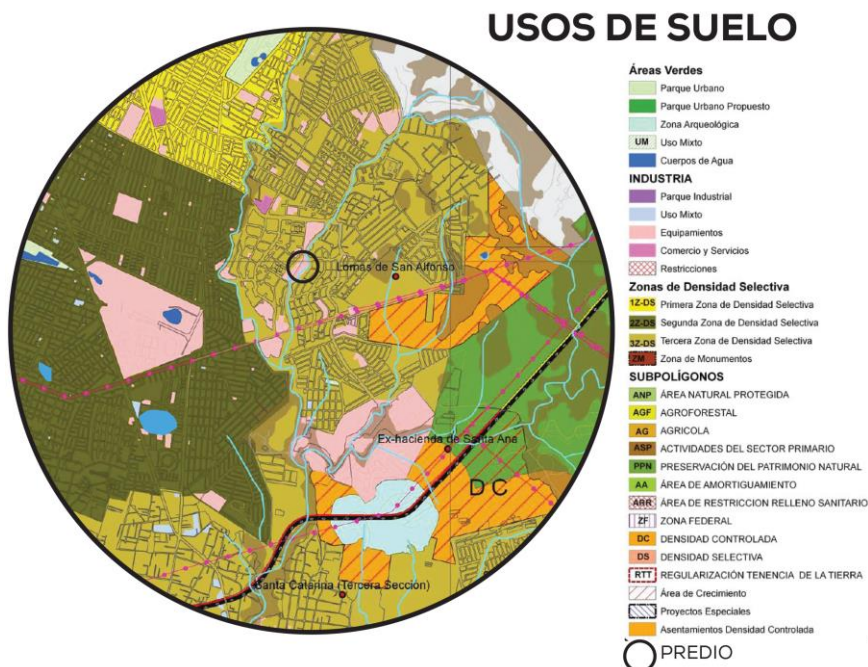 USOS DE SUELO
Lomas de San Alfonso
Ex-hacienda de Santa Ana
D C
Santa Catarina (Tercera Sección)
Áreas Verdes
Parque Urbano
Parque Urbano Propuesto
Zona Arqueológica
UM Uso Mixto
Cuerpos de Agua
INDUSTRIA
Parque Industrial
Uso Mixto
Equipamientos
Comercio y Servicios
Restricciones
Zonas de Densidad Selectiva
1Z-DS Primera Zona de Densidad Selectiva
2Z-DS Segunda Zona de Densidad Selectiva
3Z-DS Tercera Zona de Densidad Selectiva
ZM Zona de Monumentos
SUBPOLÍGONOS
ANP ÁREA NATURAL PROTEGIDA
AGF AGROFORESTAL
AG AGRICOLA
ASP ACTIVIDADES DEL SECTOR PRIMARIO
PPN PRESERVACIÓN DEL PATRIMONIO NATURAL
AA ÁREA DE AMORTIGUAMIENTO
ARR ÁREA DE RESTRICCION RELLENO SANITARIO
ZF ZONA FEDERAL
DC DENSIDAD CONTROLADA
DS DENSIDAD SELECTIVA
RTT REGULARIZACIÓN TENENCIA DE LA TIERRA
Área de Crecimiento
Proyectos Especiales
Asentamientos Densidad Controlada
PREDIO